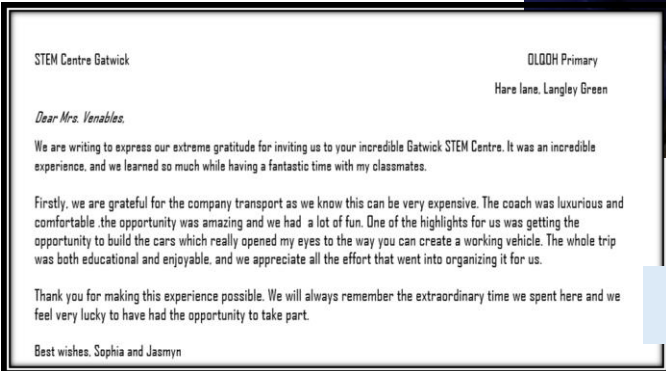 STEM Centre Gatwick OLQOH Primary
Hare lane, Langley Green
Dear Mrs. Venables,
We are writing to express our extreme gratitude for inviting us to your incredible Gatwick STEM Centre. It was an incredible
experience, and we learned so much while having a fantastic time with my classmates.
Firstly, we are grateful for the company transport as we know this can be very expensive. The coach was luxurious and
comfortable .the opportunity was amazing and we had a lot of fun. One of the highlights for us was getting the
opportunity to build the cars which really opened my eyes to the way you can create a working vehicle. The whole trip
was both educational and enjoyable, and we appreciate all the effort that went into organizing it for us.
Thank you for making this experience possible. We will always remember the extraordinary time we spent here and we
feel very lucky to have had the opportunity to take part.
Best wishes, Sophia and Jasmyn